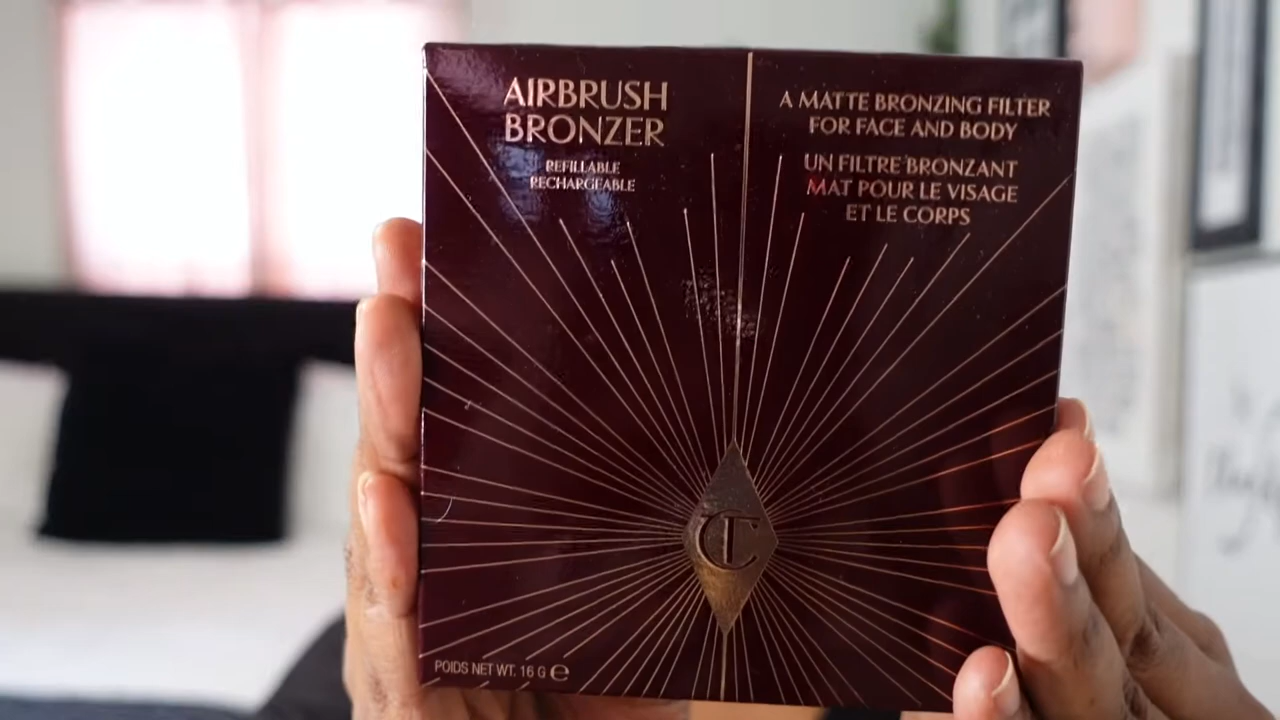 AIRBRUSH
BRONZER
REFILLABLE
RECHARGEABLE
A MATTE BRONZING FILTER
FOR FACE AND BODY
UN FILTRE BRONZANT
MAT POUR LE VISAGE
ET LE CORPS
CT
POIDS NET WT. 16 G ℮